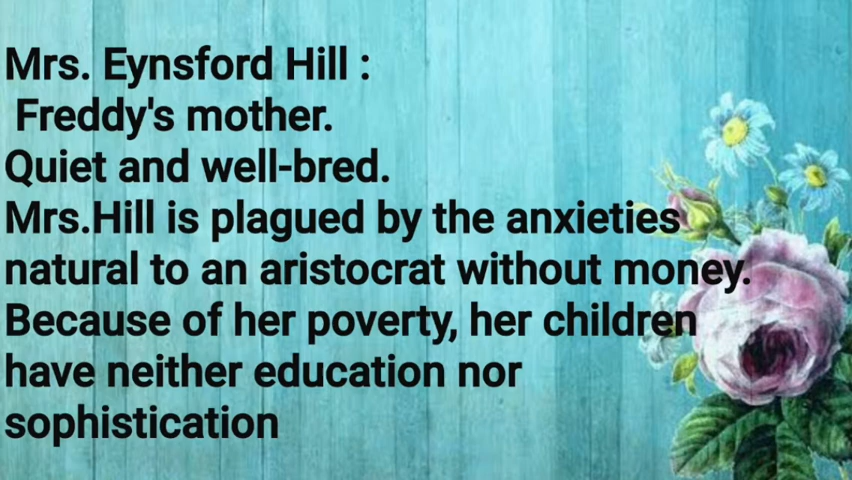 Mrs. Eynsford Hill :
Freddy's mother.
Quiet and well-bred.
Mrs.Hill is plagued by the anxieties
natural to an aristocrat without money.
Because of her poverty, her children
have neither education nor
sophistication